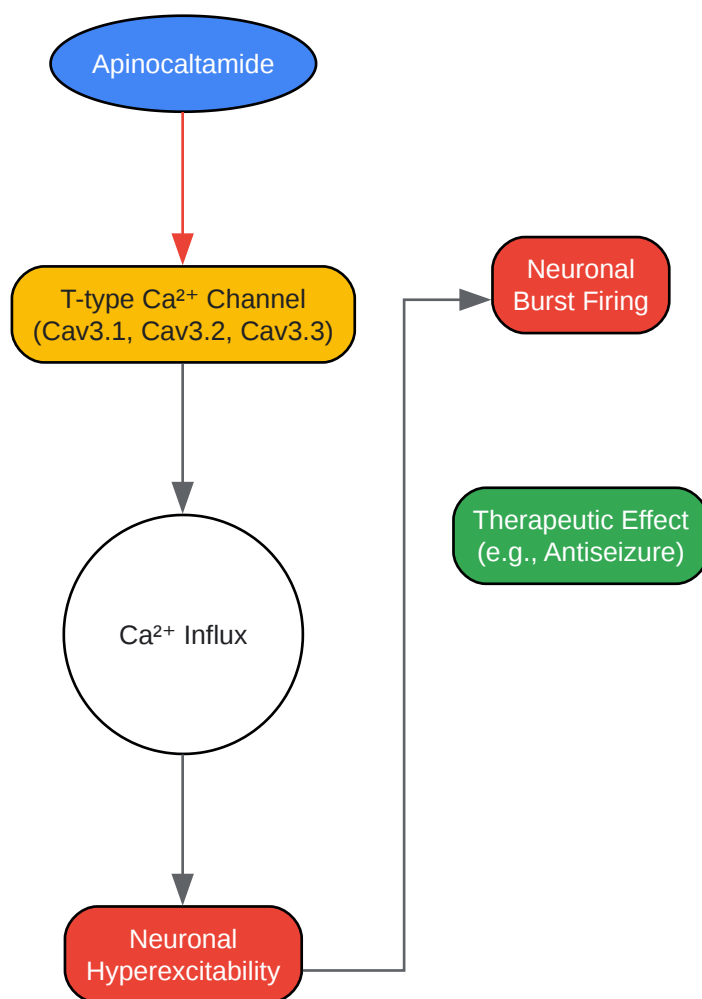 Apinocaltamide
T-type Ca²⁺ Channel
(Cav3.1, Cav3.2, Cav3.3)
Neuronal
Burst Firing
Therapeutic Effect
(e.g., Antiseizure)
Ca²⁺ Influx
Neuronal
Hyperexcitability